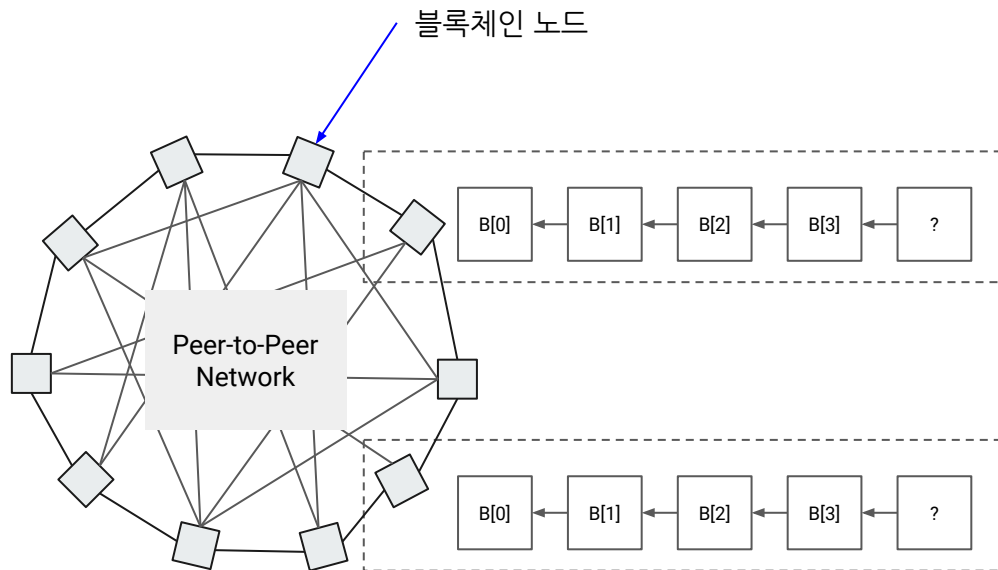 블록체인 노드
B[0]
B[1]
B[2]
B[3]
?
Peer-to-Peer
Network
B[0]
B[1]
B[2]
B[3]
?